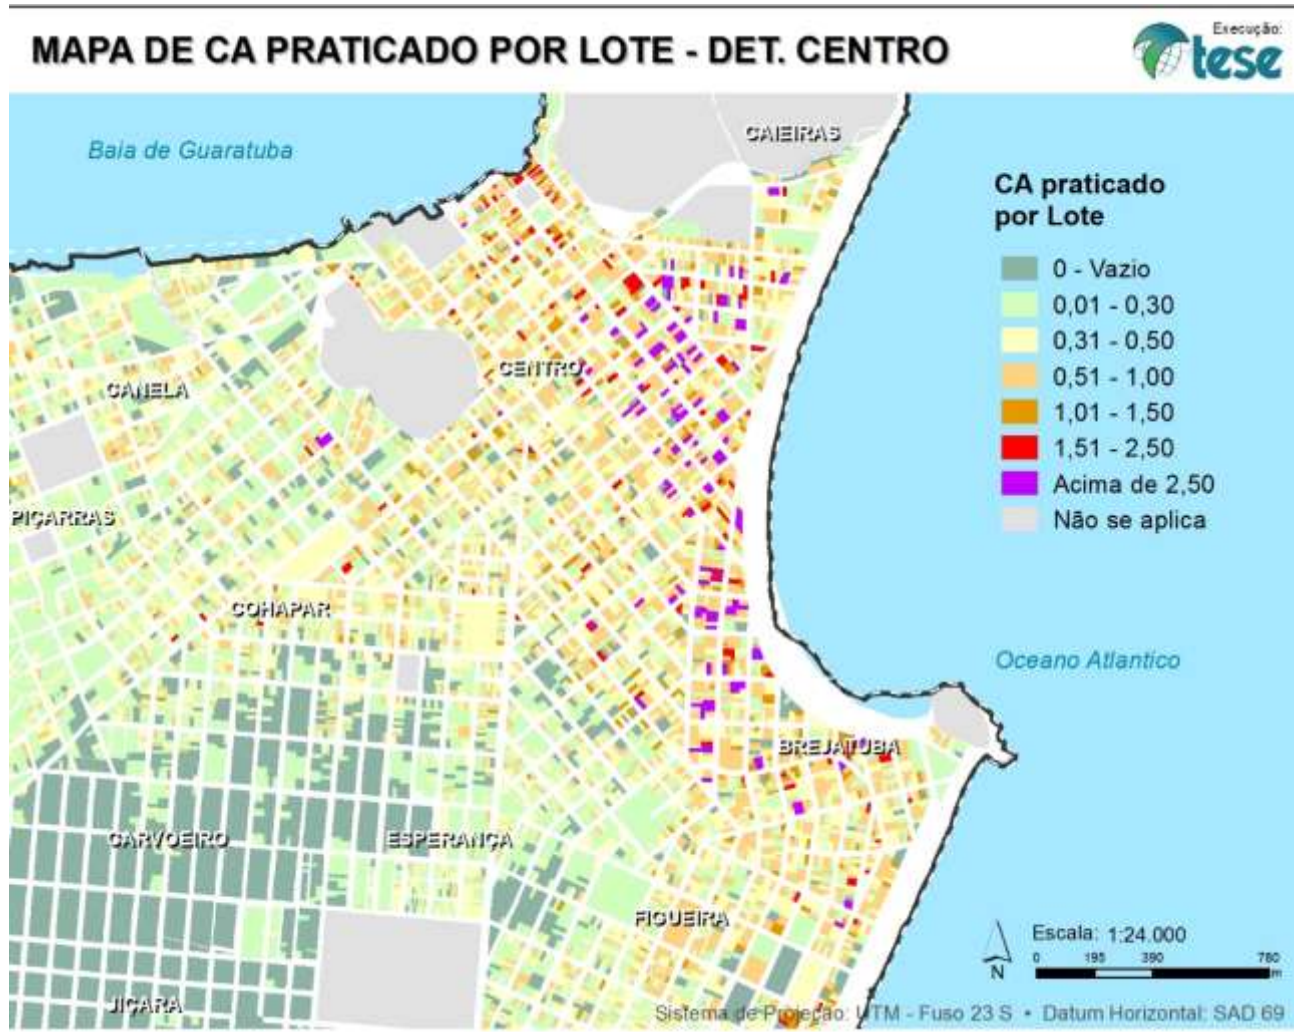 MAPA DE CA PRATICADO POR LOTE - DET. CENTRO
Execução:
tese
Baia de Guaratuba
CAIEIRAS
CA praticado
por Lote
0 - Vazio
0,01 - 0,30
0,31 - 0,50
0,51 - 1,00
1,01 - 1,50
1,51 - 2,50
Acima de 2,50
Não se aplica
CENTRO
CANELA
PIÇARRAS
COHAPAR
Oceano Atlantico
BREJATUBA
CARVOEIRO
ESPERANÇA
FIGUEIRA
JIÇARA
Escala: 1:24.000
0 195 390 780
m
N
Sistema de Projeção: UTM - Fuso 23 S • Datum Horizontal: SAD 69